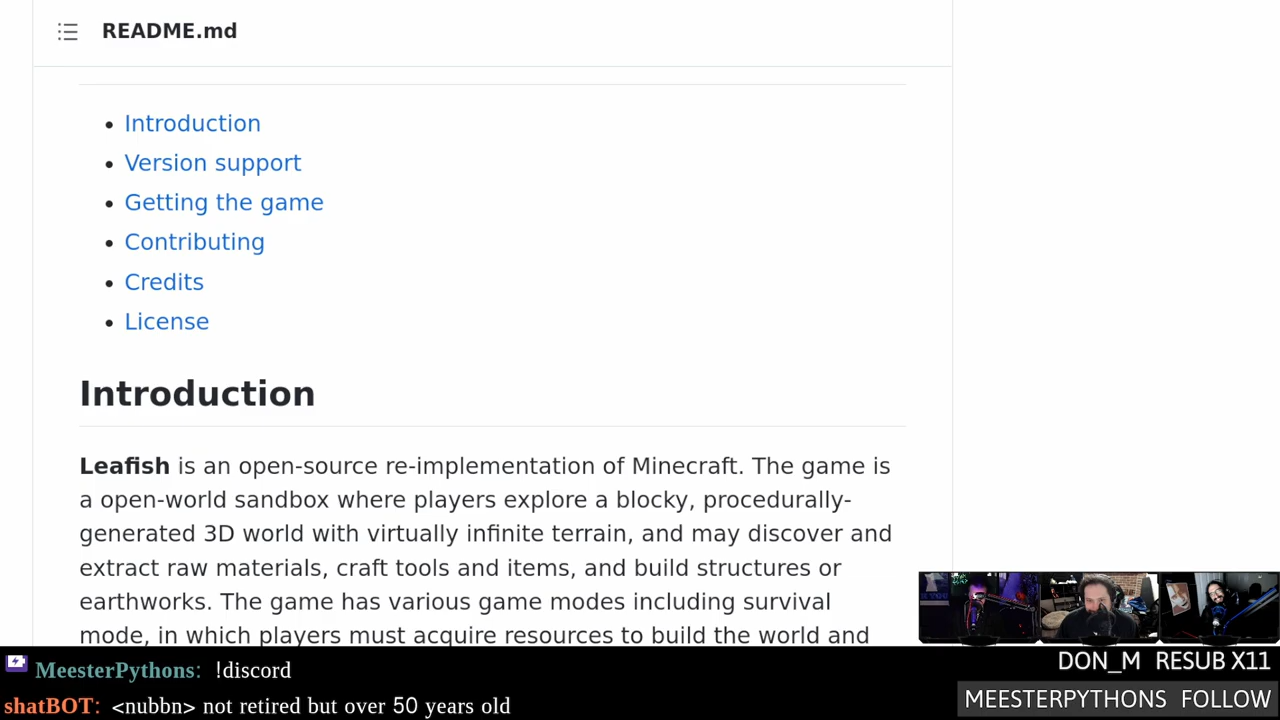 README.md
Introduction
Version support
Getting the game
Contributing
Credits
License
Introduction
Leafish is an open-source re-implementation of Minecraft. The game is
a open-world sandbox where players explore a blocky, procedurally-
generated 3D world with virtually infinite terrain, and may discover and
extract raw materials, craft tools and items, and build structures or
earthworks. The game has various game modes including survival
mode, in which players must acquire resources to build the world and
MeesterPythons: !discord
shatBOT: <nubbn> not retired but over 50 years old
DON_M RESUB X11
MEESTERPYTHONS FOLLOW